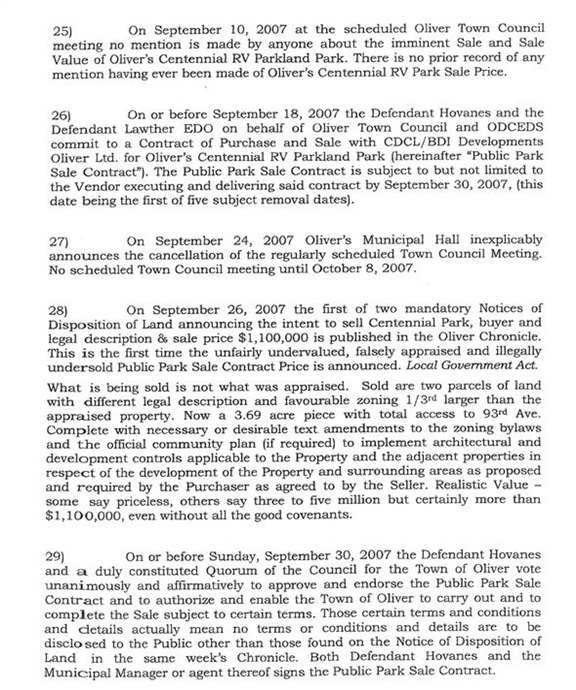 25) On September 10, 2007 at the scheduled Oliver Town Council
meeting no mention is made by anyone about the imminent Sale and Sale
Value of Oliver's Centennial RV Parkland Park. There is no prior record of any
mention having ever been made of Oliver's Centennial RV Park Sale Price.
26) On or before September 18, 2007 the Defendant Hovanes and the
Defendant Lawther EDO on behalf of Oliver Town Council and ODCEDS
commit to a Contract of Purchase and Sale with CDCL/BDI Developments
Oliver Ltd. for Oliver's Centennial RV Parkland Park (hereinafter "Public Park
Sale Contract"). The Public Park Sale Contract is subject to but not limited to
the Vendor executing and delivering said contract by September 30, 2007, (this
date being the first of five subject removal dates).
27) On September 24, 2007 Oliver's Municipal Hall inexplicably
announces the cancellation of the regularly scheduled Town Council Meeting.
No scheduled Town Council meeting until October 8, 2007.
28) On September 26, 2007 the first of two mandatory Notices of
Disposition of Land announcing the intent to sell Centennial Park, buyer and
legal description & sale price $1,100,000 is published in the Oliver Chronicle.
This is the first time the unfairly undervalued, falsely appraised and illegally
undersold Public Park Sale Contract Price is announced. Local Government Act.
What is being sold is not what was appraised. Sold are two parcels of land
with different legal description and favourable zoning 1/3rd larger than the
appraised property. Now a 3.69 acre piece with total access to 93rd Ave.
Complete with necessary or desirable text amendments to the zoning bylaws
and the official community plan (if required) to implement architectural and
development controls applicable to the Property and the adjacent properties in
respect of the development of the Property and surrounding areas as proposed
and required by the Purchaser as agreed to by the Seller. Realistic Value –
some say priceless, others say three to five million but certainly more than
$1,100,000, even without all the good covenants.
29) On or before Sunday, September 30, 2007 the Defendant Hovanes
and a duly constituted Quorum of the Council for the Town of Oliver vote
unanimously and affirmatively to approve and endorse the Public Park Sale
Contract and to authorize and enable the Town of Oliver to carry out and to
complete the Sale subject to certain terms. Those certain terms and conditions
and details actually mean no terms or conditions and details are to be
disclosed to the Public other than those found on the Notice of Disposition of
Land in the same week's Chronicle. Both Defendant Hovanes and the
Municipal Manager or agent thereof signs the Public Park Sale Contract.